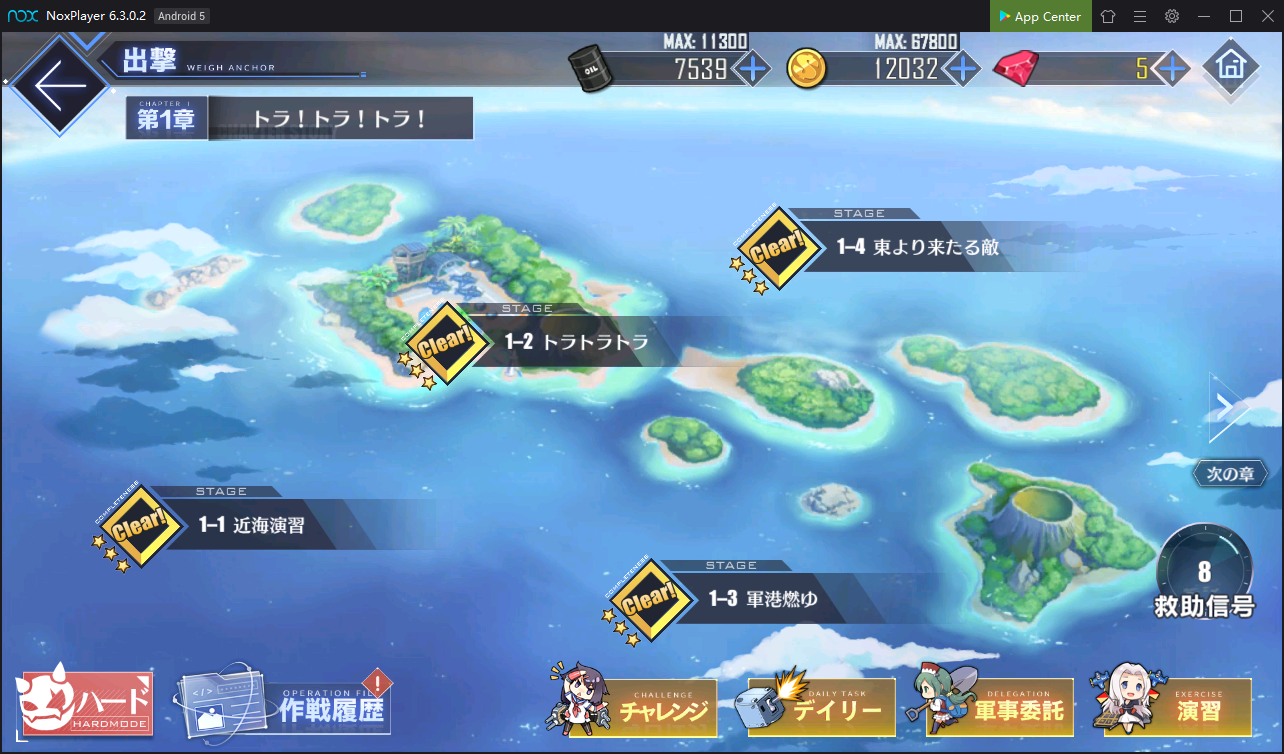 nox NoxPlayer 6.3.0.2 Android 5 App Center
出撃 WEIGH ANCHOR
MAX: 11300 MAX: 67800
OIL 7539 12032 5
CHAPTER 1
第1章 トラ！トラ！トラ！
COMPLETENESS STAGE
Clear! 1-4 東より来たる敵
STAGE
Clear! 1-2 トラトラトラ
次の章
COMPLETENESS STAGE
Clear! 1-1 近海演習
COMPLETENESS STAGE
Clear! 1-3 軍港燃ゆ
8
救助信号
ハード
HARDMODE
</> OPERATION
作戦履歴
!
CHALLENGE
チャレンジ
DAILY TASK
デイリー
DELEGATION
軍事委託
EXERCISE
演習